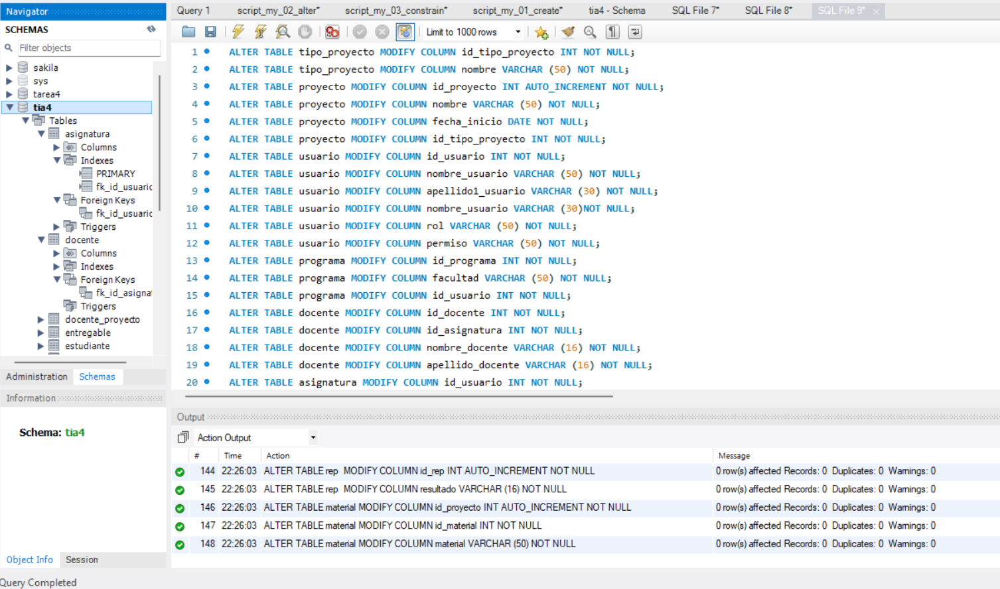 Navigator
SCHEMAS
Filter objects
sakila
sys
tarea4
tia4
Tables
asignatura
Columns
Indexes
PRIMARY
fk_id_usuario
Foreign Keys
fk_id_usuario
Triggers
docente
Columns
Indexes
Foreign Keys
fk_id_asigna
Triggers
docente_proyecto
entregable
estudiante
Administration Schemas
Information
Schema: tia4
Object Info Session
Query Completed
Query 1 script_my_02_alter* script_my_03_constrain* script_my_01_create* tia4 - Schema SQL File 7* SQL File 8* SQL File 9*
Limit to 1000 rows
1 ALTER TABLE tipo_proyecto MODIFY COLUMN id_tipo_proyecto INT NOT NULL;
2 ALTER TABLE tipo_proyecto MODIFY COLUMN nombre VARCHAR (50) NOT NULL;
3 ALTER TABLE proyecto MODIFY COLUMN id_proyecto INT AUTO_INCREMENT NOT NULL;
4 ALTER TABLE proyecto MODIFY COLUMN nombre VARCHAR (50) NOT NULL;
5 ALTER TABLE proyecto MODIFY COLUMN fecha_inicio DATE NOT NULL;
6 ALTER TABLE proyecto MODIFY COLUMN id_tipo_proyecto INT NOT NULL;
7 ALTER TABLE usuario MODIFY COLUMN id_usuario INT NOT NULL;
8 ALTER TABLE usuario MODIFY COLUMN nombre_usuario VARCHAR (50) NOT NULL;
9 ALTER TABLE usuario MODIFY COLUMN apellido1_usuario VARCHAR (30) NOT NULL;
10 ALTER TABLE usuario MODIFY COLUMN nombre_usuario VARCHAR (30)NOT NULL;
11 ALTER TABLE usuario MODIFY COLUMN rol VARCHAR (50) NOT NULL;
12 ALTER TABLE usuario MODIFY COLUMN permiso VARCHAR (50) NOT NULL;
13 ALTER TABLE programa MODIFY COLUMN id_programa INT NOT NULL;
14 ALTER TABLE programa MODIFY COLUMN facultad VARCHAR (50) NOT NULL;
15 ALTER TABLE programa MODIFY COLUMN id_usuario INT NOT NULL;
16 ALTER TABLE docente MODIFY COLUMN id_docente INT NOT NULL;
17 ALTER TABLE docente MODIFY COLUMN id_asignatura INT NOT NULL;
18 ALTER TABLE docente MODIFY COLUMN nombre_docente VARCHAR (16) NOT NULL;
19 ALTER TABLE docente MODIFY COLUMN apellido_docente VARCHAR (16) NOT NULL;
20 ALTER TABLE asignatura MODIFY COLUMN id_usuario INT NOT NULL;
Output
Action Output
# Time Action Message
144 22:26:03 ALTER TABLE rep MODIFY COLUMN id_rep INT AUTO_INCREMENT NOT NULL 0 row(s) affected Records: 0 Duplicates: 0 Warnings: 0
145 22:26:03 ALTER TABLE rep MODIFY COLUMN resultado VARCHAR (16) NOT NULL 0 row(s) affected Records: 0 Duplicates: 0 Warnings: 0
146 22:26:03 ALTER TABLE material MODIFY COLUMN id_proyecto INT AUTO_INCREMENT NOT NULL 0 row(s) affected Records: 0 Duplicates: 0 Warnings: 0
147 22:26:03 ALTER TABLE material MODIFY COLUMN id_material INT NOT NULL 0 row(s) affected Records: 0 Duplicates: 0 Warnings: 0
148 22:26:03 ALTER TABLE material MODIFY COLUMN material VARCHAR (50) NOT NULL 0 row(s) affected Records: 0 Duplicates: 0 Warnings: 0